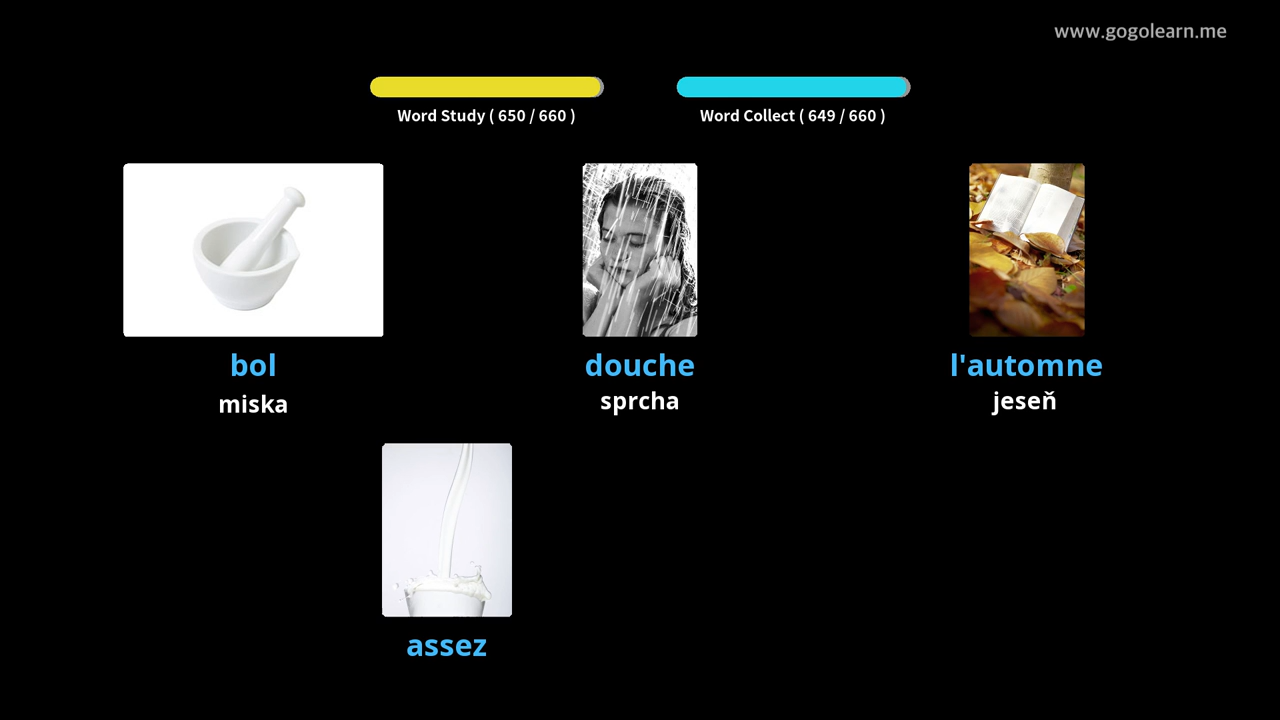 www.gogolearn.me
Word Study ( 650 / 660 )
Word Collect ( 649 / 660 )
bol
miska
douche
sprcha
l'automne
jeseň
assez